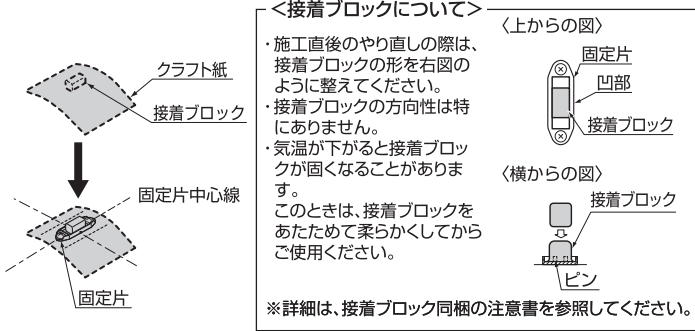 クラフト紙
接着ブロック
固定片中心線
固定片
＜接着ブロックについて＞
・施工直後のやり直しの際は、
接着ブロックの形を右図の
ように整えてください。
・接着ブロックの方向性は特
にありません。
・気温が下がると接着ブロッ
クが固くなることがありま
す。
このときは、接着ブロックを
あたためて柔らかくしてから
ご使用ください。
〈上からの図〉
固定片
凹部
接着ブロック
〈横からの図〉
接着ブロック
ピン
※詳細は、接着ブロック同梱の注意書を参照してください。